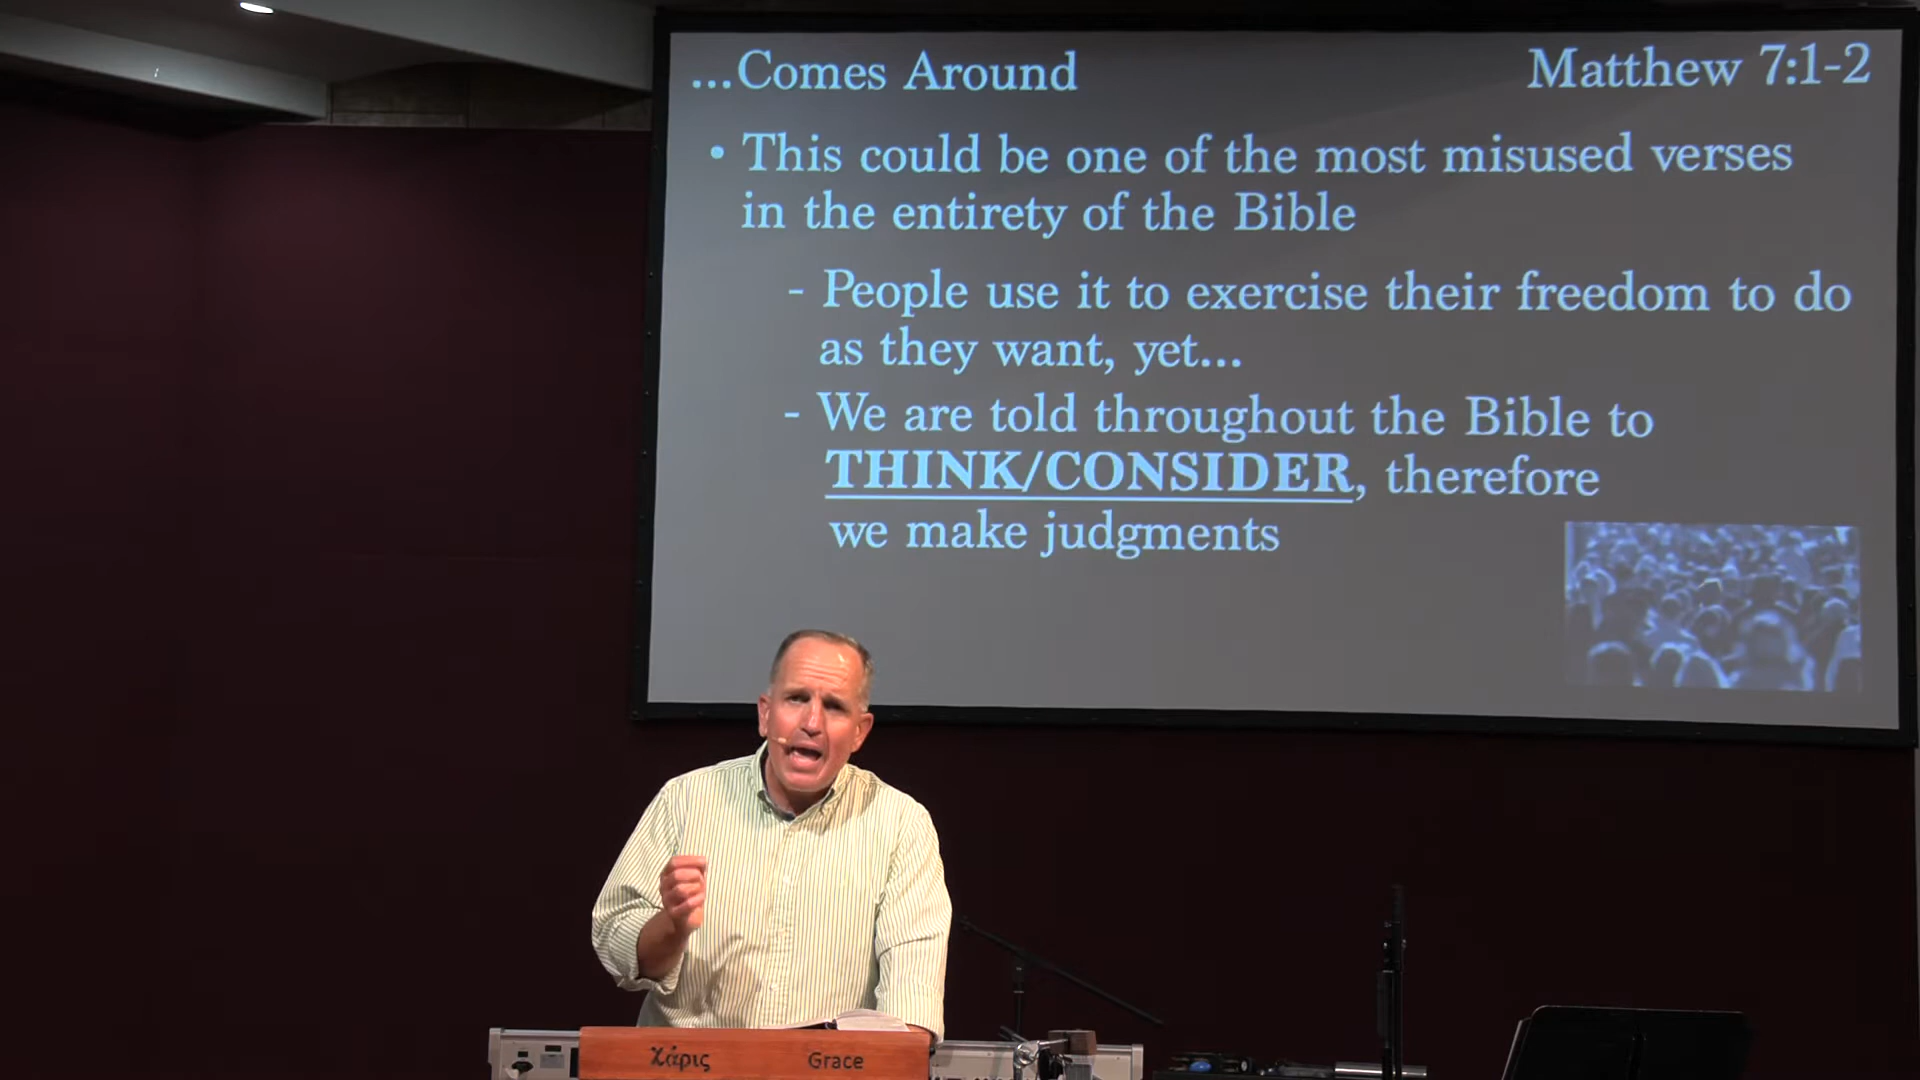 ...Comes Around
Matthew 7:1-2
• This could be one of the most misused verses
in the entirety of the Bible
- People use it to exercise their freedom to do
as they want, yet...
- We are told throughout the Bible to
THINK/CONSIDER, therefore
we make judgments
Χάρις
Grace